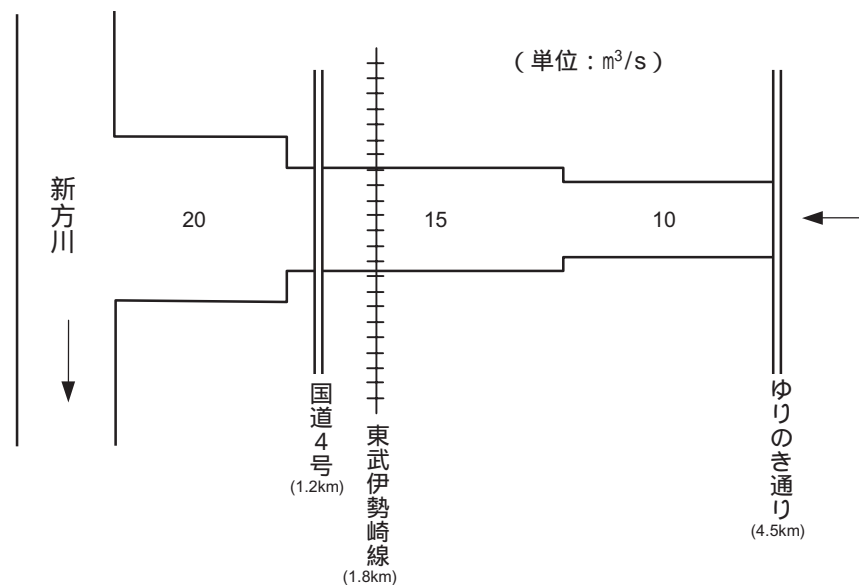 (単位:㎥/s)
新方川
20
15
10
国道4号
(1.2km)
東武伊勢崎線
(1.8km)
ゆりのき通り
(4.5km)